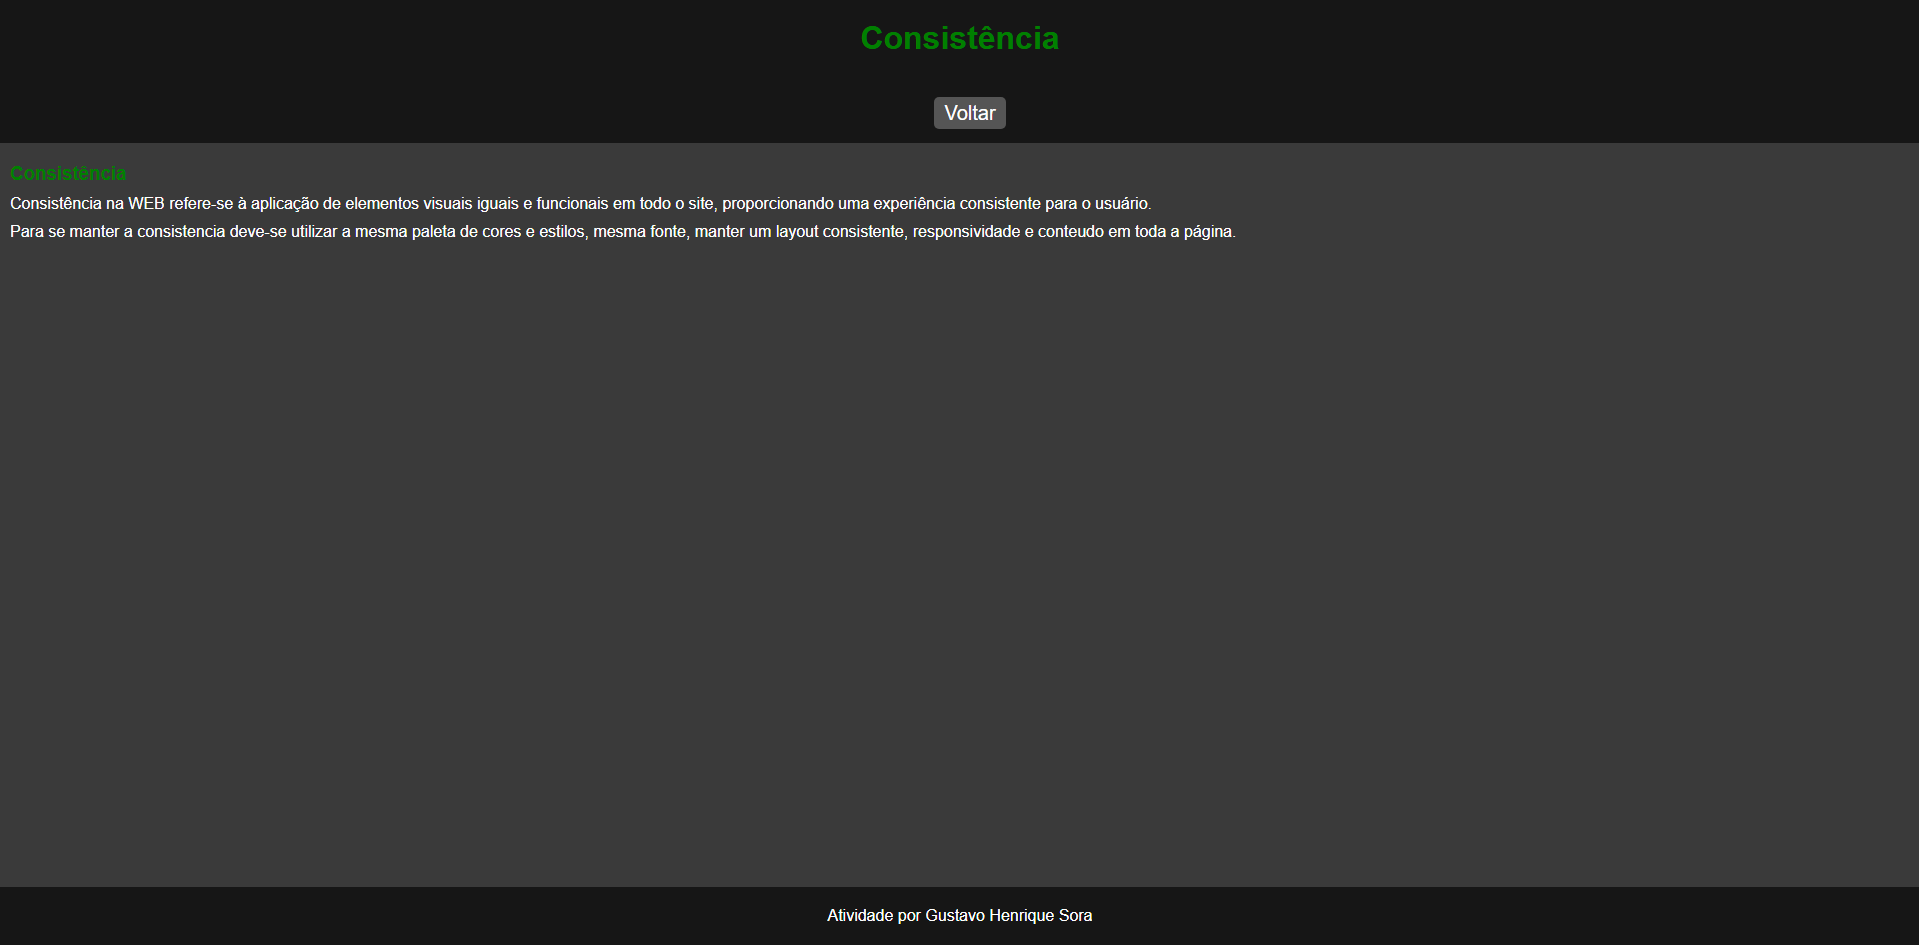 Consistência
Voltar
Consistência
Consistência na WEB refere-se à aplicação de elementos visuais iguais e funcionais em todo o site, proporcionando uma experiência consistente para o usuário.
Para se manter a consistencia deve-se utilizar a mesma paleta de cores e estilos, mesma fonte, manter um layout consistente, responsividade e conteudo em toda a página.
Atividade por Gustavo Henrique Sora